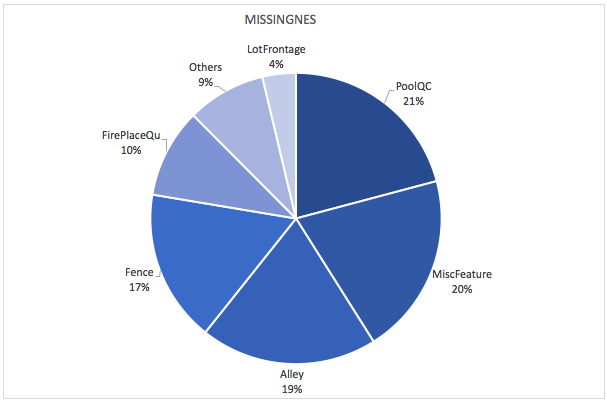 MISSINGNES
LotFrontage
4%
PoolQC
21%
MiscFeature
20%
Alley
19%
Fence
17%
FirePlaceQu
10%
Others
9%